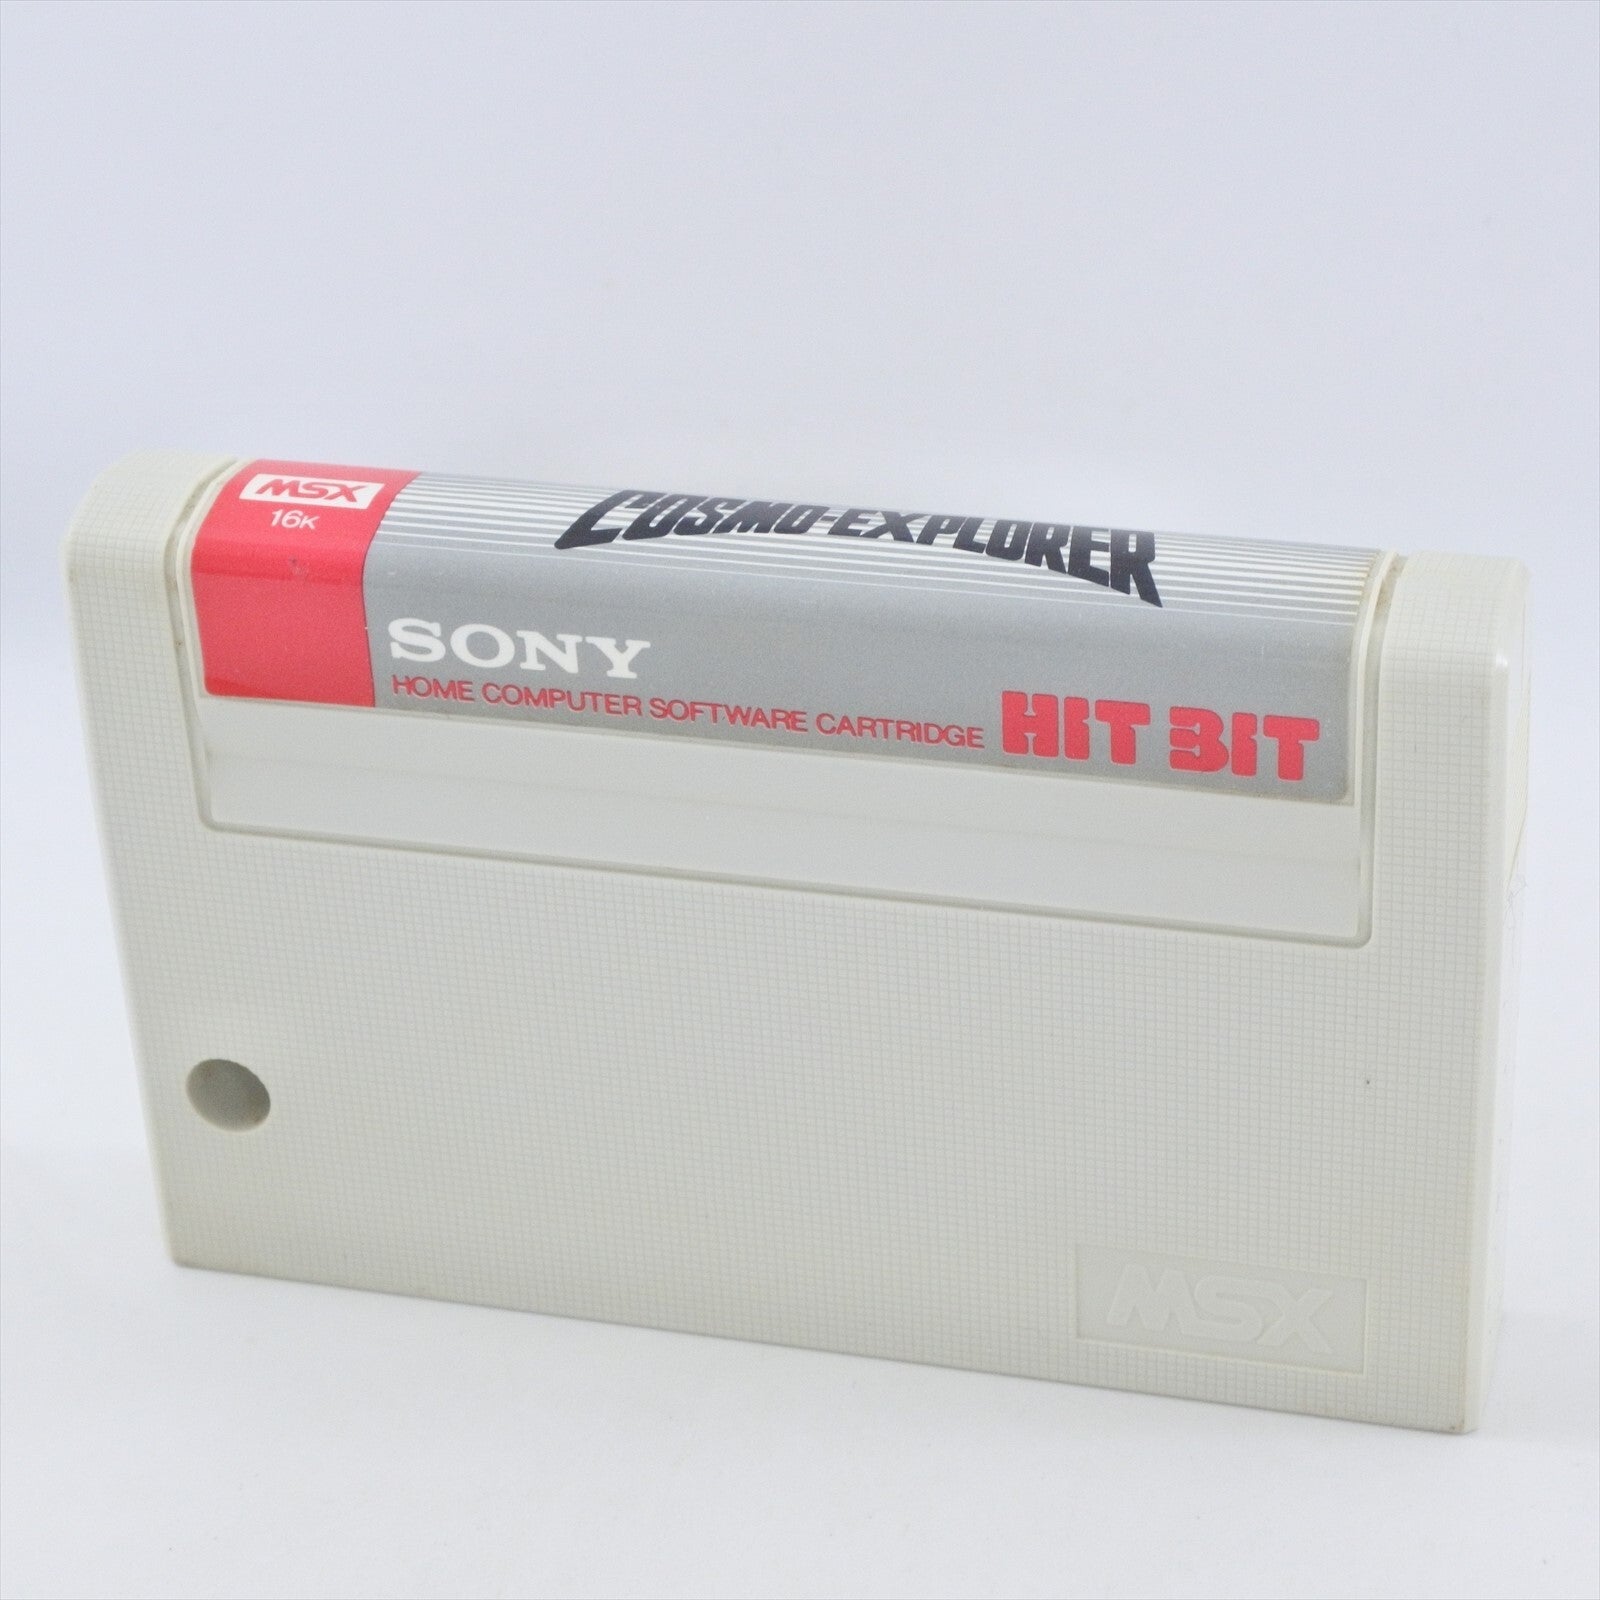 MSX
16K
COSMO-EXPLORER
SONY
HOME COMPUTER SOFTWARE CARTRIDGE HIT BIT
MSX